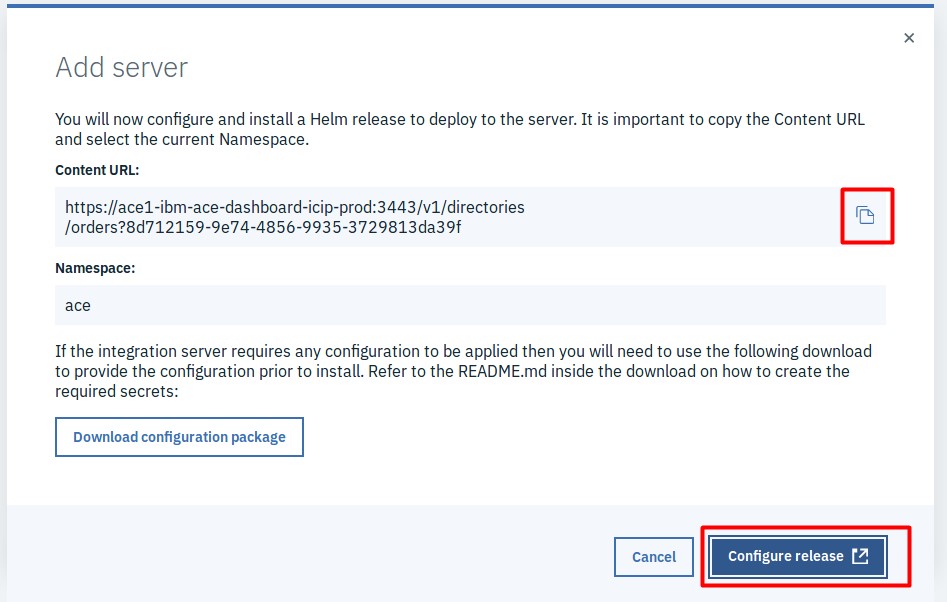 Add server
You will now configure and install a Helm release to deploy to the server. It is important to copy the Content URL
and select the current Namespace.
Content URL:
https://ace1-ibm-ace-dashboard-icip-prod:3443/v1/directories
/orders?8d712159-9e74-4856-9935-3729813da39f
Namespace:
ace
If the integration server requires any configuration to be applied then you will need to use the following download
to provide the configuration prior to install. Refer to the README.md inside the download on how to create the
required secrets:
Download configuration package
Cancel
Configure release